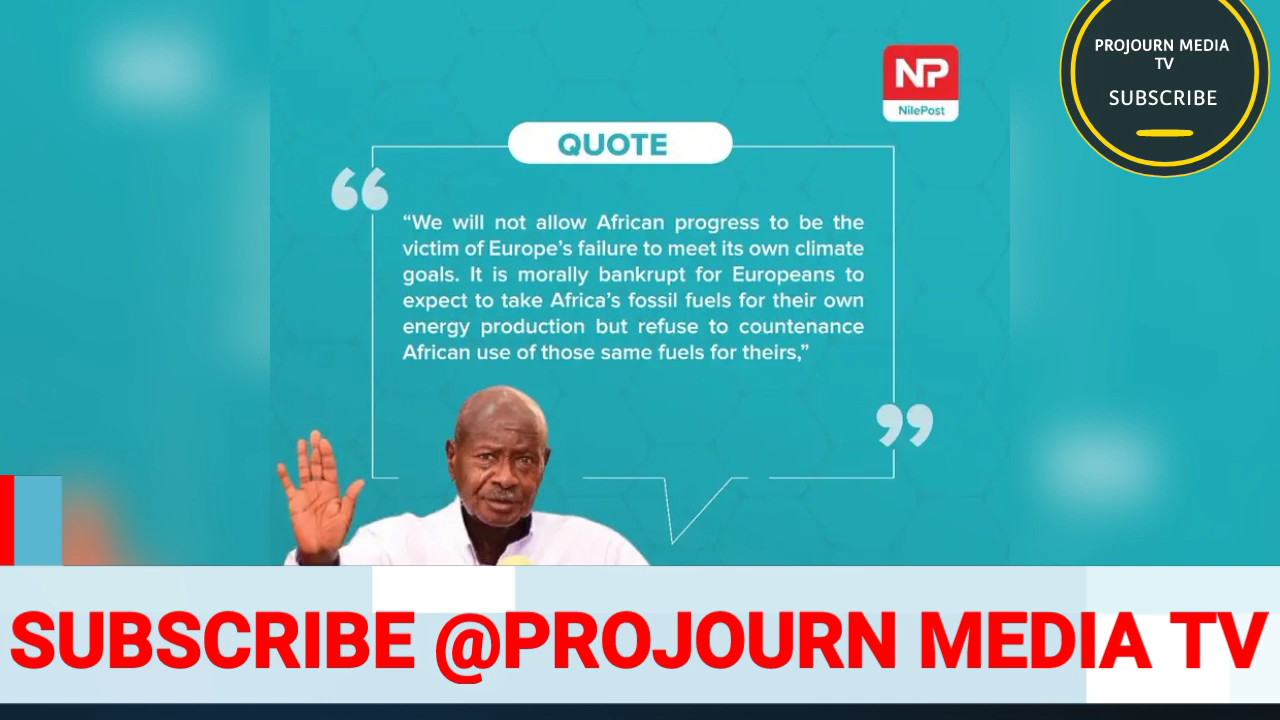 PROJOURN MEDIA
TV
SUBSCRIBE
NP
NilePost
QUOTE
“We will not allow African progress to be the
victim of Europe’s failure to meet its own climate
goals. It is morally bankrupt for Europeans to
expect to take Africa’s fossil fuels for their own
energy production but refuse to countenance
African use of those same fuels for theirs,”
SUBSCRIBE @PROJOURN MEDIA TV